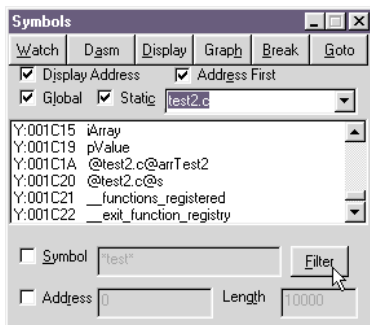 Symbols
Watch Dasm Display Graph Break Goto
Display Address Address First
Global Static test2.c
Y:001C15 iArray
Y:001C19 pValue
Y:001C1A @test2.c@arrTest2
Y:001C20 @test2.c@s
Y:001C21 __functions_registered
Y:001C22 __exit_function_registry
Symbol *test* Filter
Address 0 Length 10000